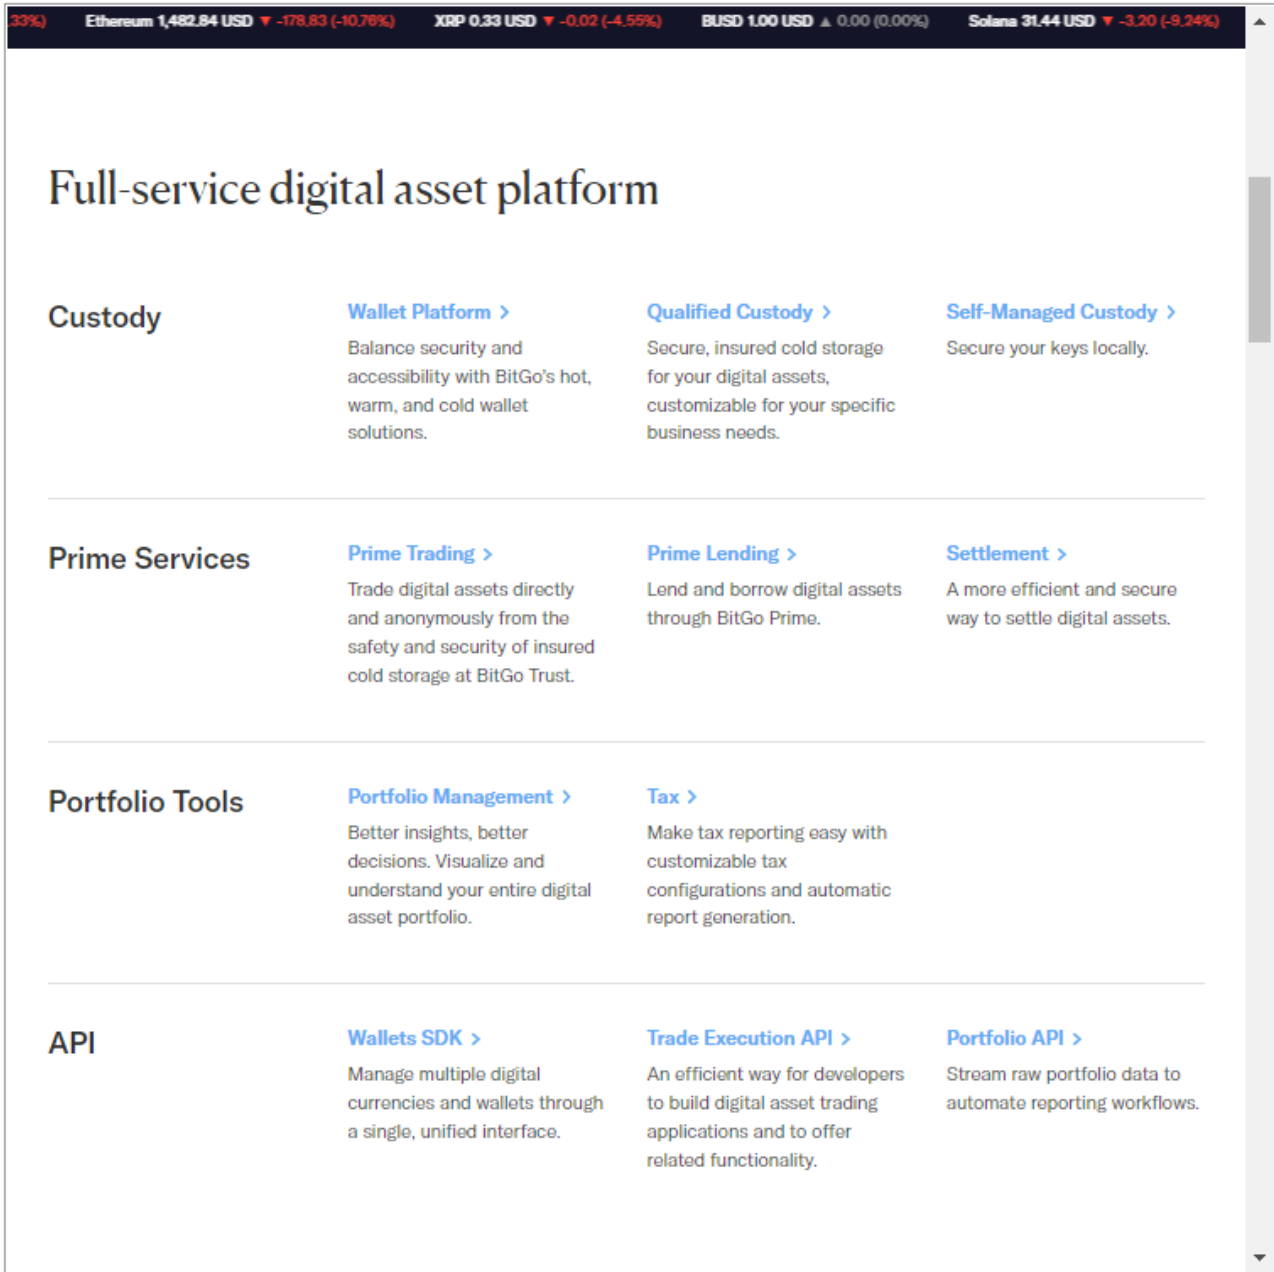 33%) Ethereum 1,482.84 USD ▼ -178.83 (-10.76%) XRP 0.33 USD ▼ -0.02 (-4.55%) BUSD 1.00 USD ▲ 0.00 (0.00%) Solana 31.44 USD ▼ -3.20 (-9.24%)
Full-service digital asset platform
Custody
Wallet Platform >
Balance security and
accessibility with BitGo's hot,
warm, and cold wallet
solutions.
Qualified Custody >
Secure, insured cold storage
for your digital assets,
customizable for your specific
business needs.
Self-Managed Custody >
Secure your keys locally.
Prime Services
Prime Trading >
Trade digital assets directly
and anonymously from the
safety and security of insured
cold storage at BitGo Trust.
Prime Lending >
Lend and borrow digital assets
through BitGo Prime.
Settlement >
A more efficient and secure
way to settle digital assets.
Portfolio Tools
Portfolio Management >
Better insights, better
decisions. Visualize and
understand your entire digital
asset portfolio.
Tax >
Make tax reporting easy with
customizable tax
configurations and automatic
report generation.
API
Wallets SDK >
Manage multiple digital
currencies and wallets through
a single, unified interface.
Trade Execution API >
An efficient way for developers
to build digital asset trading
applications and to offer
related functionality.
Portfolio API >
Stream raw portfolio data to
automate reporting workflows.